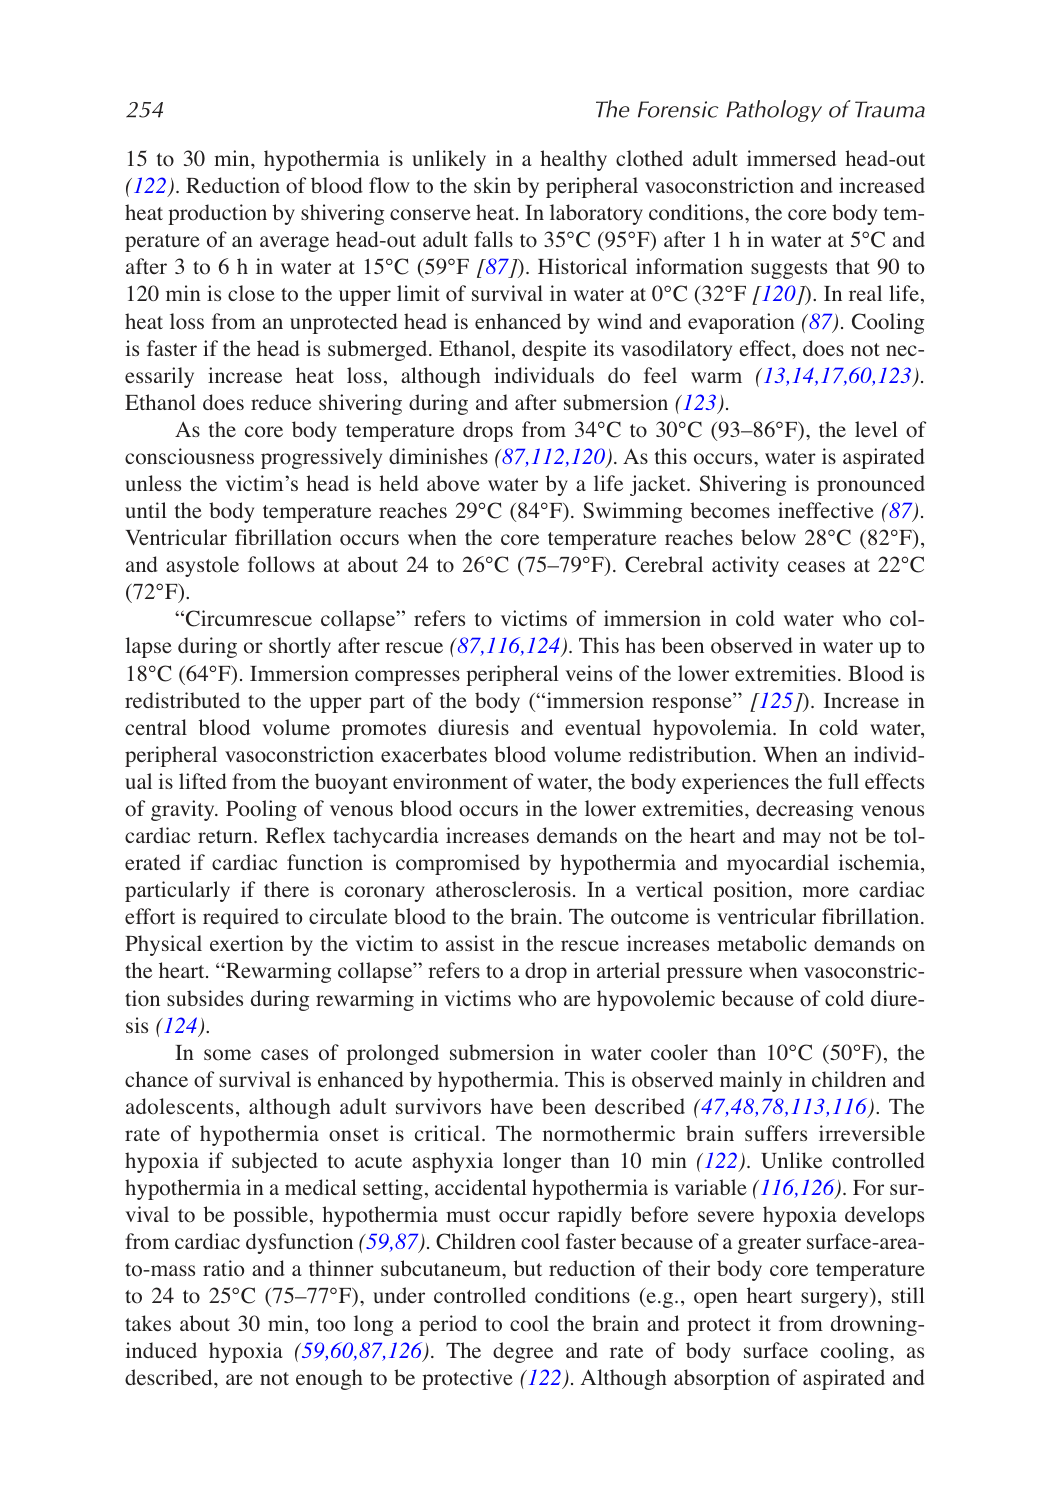 254 The Forensic Pathology of Trauma
15 to 30 min, hypothermia is unlikely in a healthy clothed adult immersed head-out
(122). Reduction of blood flow to the skin by peripheral vasoconstriction and increased
heat production by shivering conserve heat. In laboratory conditions, the core body tem-
perature of an average head-out adult falls to 35°C (95°F) after 1 h in water at 5°C and
after 3 to 6 h in water at 15°C (59°F [87]). Historical information suggests that 90 to
120 min is close to the upper limit of survival in water at 0°C (32°F [120]). In real life,
heat loss from an unprotected head is enhanced by wind and evaporation (87). Cooling
is faster if the head is submerged. Ethanol, despite its vasodilatory effect, does not nec-
essarily increase heat loss, although individuals do feel warm (13,14,17,60,123).
Ethanol does reduce shivering during and after submersion (123).
As the core body temperature drops from 34°C to 30°C (93–86°F), the level of
consciousness progressively diminishes (87,112,120). As this occurs, water is aspirated
unless the victim's head is held above water by a life jacket. Shivering is pronounced
until the body temperature reaches 29°C (84°F). Swimming becomes ineffective (87).
Ventricular fibrillation occurs when the core temperature reaches below 28°C (82°F),
and asystole follows at about 24 to 26°C (75–79°F). Cerebral activity ceases at 22°C
(72°F).
“Circumrescue collapse” refers to victims of immersion in cold water who col-
lapse during or shortly after rescue (87,116,124). This has been observed in water up to
18°C (64°F). Immersion compresses peripheral veins of the lower extremities. Blood is
redistributed to the upper part of the body (“immersion response” [125]). Increase in
central blood volume promotes diuresis and eventual hypovolemia. In cold water,
peripheral vasoconstriction exacerbates blood volume redistribution. When an individ-
ual is lifted from the buoyant environment of water, the body experiences the full effects
of gravity. Pooling of venous blood occurs in the lower extremities, decreasing venous
cardiac return. Reflex tachycardia increases demands on the heart and may not be tol-
erated if cardiac function is compromised by hypothermia and myocardial ischemia,
particularly if there is coronary atherosclerosis. In a vertical position, more cardiac
effort is required to circulate blood to the brain. The outcome is ventricular fibrillation.
Physical exertion by the victim to assist in the rescue increases metabolic demands on
the heart. “Rewarming collapse” refers to a drop in arterial pressure when vasoconstric-
tion subsides during rewarming in victims who are hypovolemic because of cold diure-
sis (124).
In some cases of prolonged submersion in water cooler than 10°C (50°F), the
chance of survival is enhanced by hypothermia. This is observed mainly in children and
adolescents, although adult survivors have been described (47,48,78,113,116). The
rate of hypothermia onset is critical. The normothermic brain suffers irreversible
hypoxia if subjected to acute asphyxia longer than 10 min (122). Unlike controlled
hypothermia in a medical setting, accidental hypothermia is variable (116,126). For sur-
vival to be possible, hypothermia must occur rapidly before severe hypoxia develops
from cardiac dysfunction (59,87). Children cool faster because of a greater surface-area-
to-mass ratio and a thinner subcutaneum, but reduction of their body core temperature
to 24 to 25°C (75–77°F), under controlled conditions (e.g., open heart surgery), still
takes about 30 min, too long a period to cool the brain and protect it from drowning-
induced hypoxia (59,60,87,126). The degree and rate of body surface cooling, as
described, are not enough to be protective (122). Although absorption of aspirated and